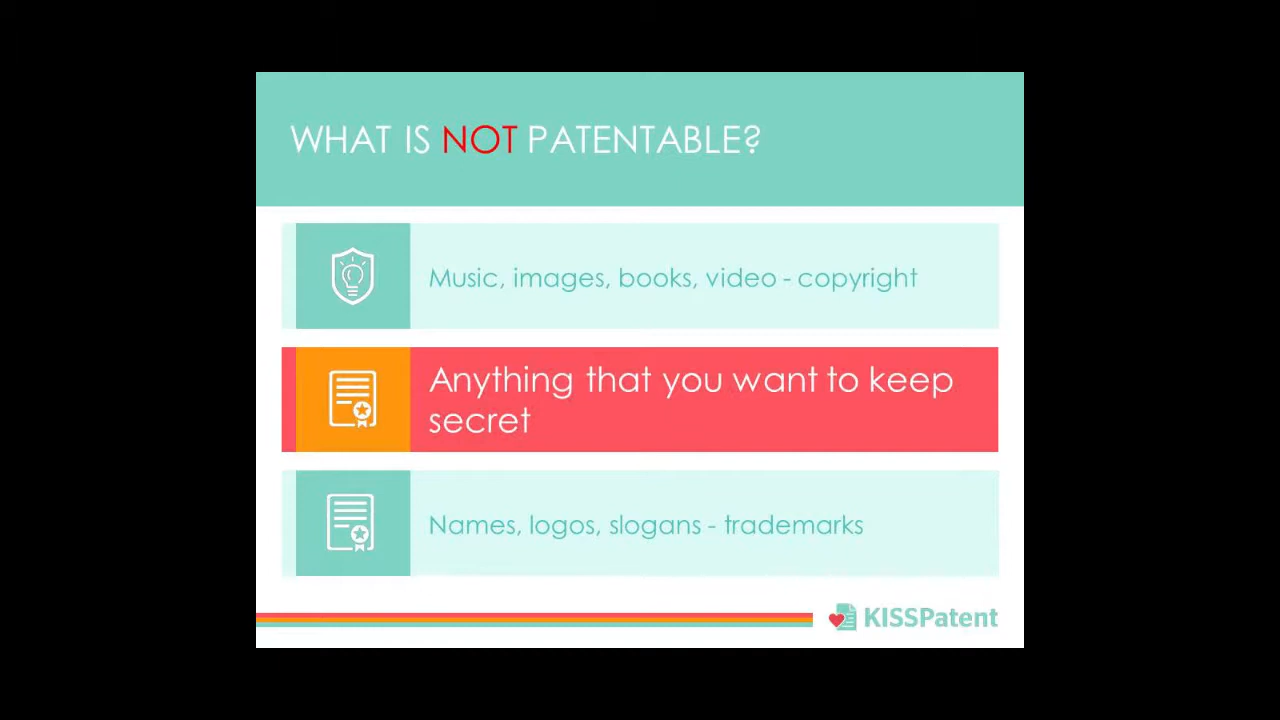 WHAT IS NOT PATENTABLE?
Music, images, books, video - copyright
Anything that you want to keep
secret
Names, logos, slogans - trademarks
KISSPatent